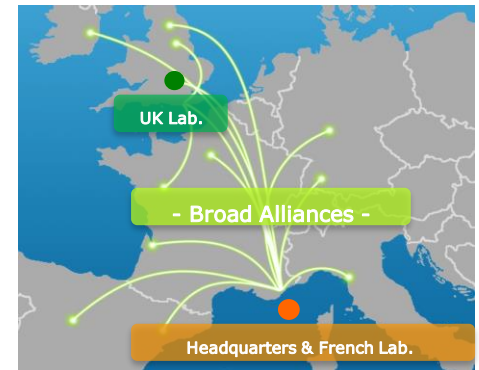 UK Lab.
- Broad Alliances -
Headquarters & French Lab.